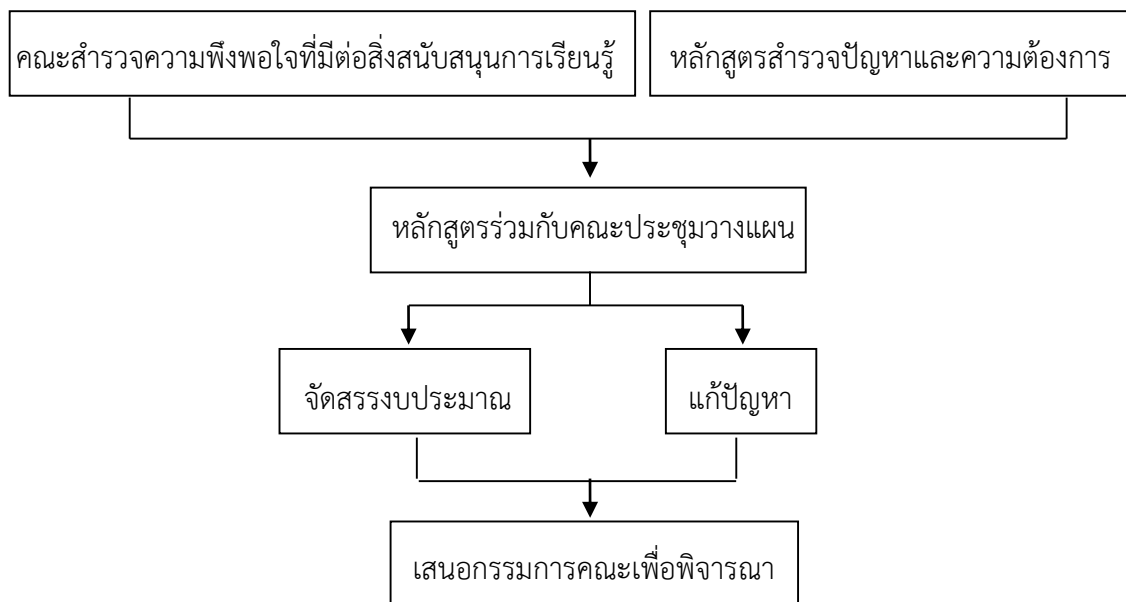 คณะสำรวจความพึงพอใจที่มีต่อสิ่งสนับสนุนการเรียนรู้
หลักสูตรสำรวจปัญหาและความต้องการ
หลักสูตรร่วมกับคณะประชุมวางแผน
จัดสรรงบประมาณ
แก้ปัญหา
เสนอกรรมการคณะเพื่อพิจารณา